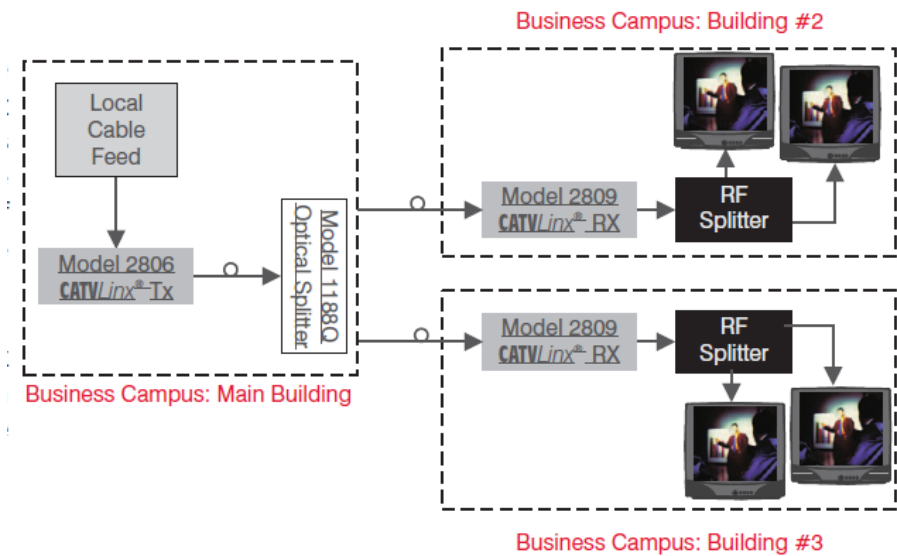 Business Campus: Building #2
Local
Cable
Feed
Model 2806
CATVLinx® Tx
Model 1188Q
Optical Splitter
Model 2809
CATVLinx® RX
RF
Splitter
Business Campus: Main Building
Model 2809
CATVLinx® RX
RF
Splitter
Business Campus: Building #3